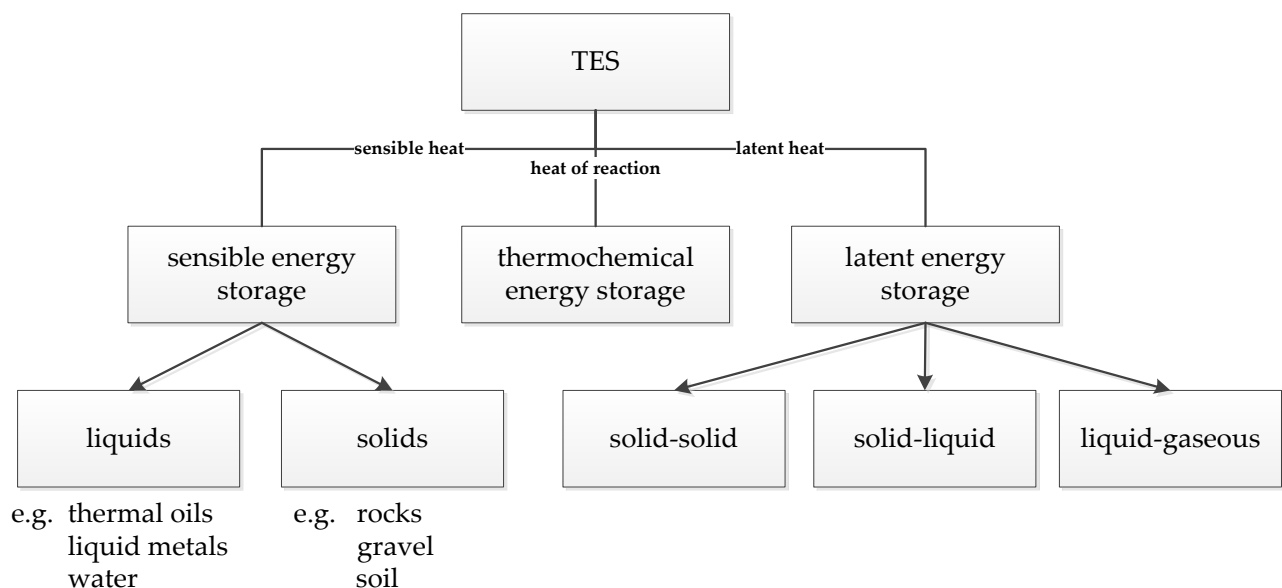 TES
sensible heat
latent heat
heat of reaction
sensible energy
storage
thermochemical
energy storage
latent energy
storage
liquids
solids
solid-solid
solid-liquid
liquid-gaseous
e.g. thermal oils
liquid metals
water
e.g. rocks
gravel
soil